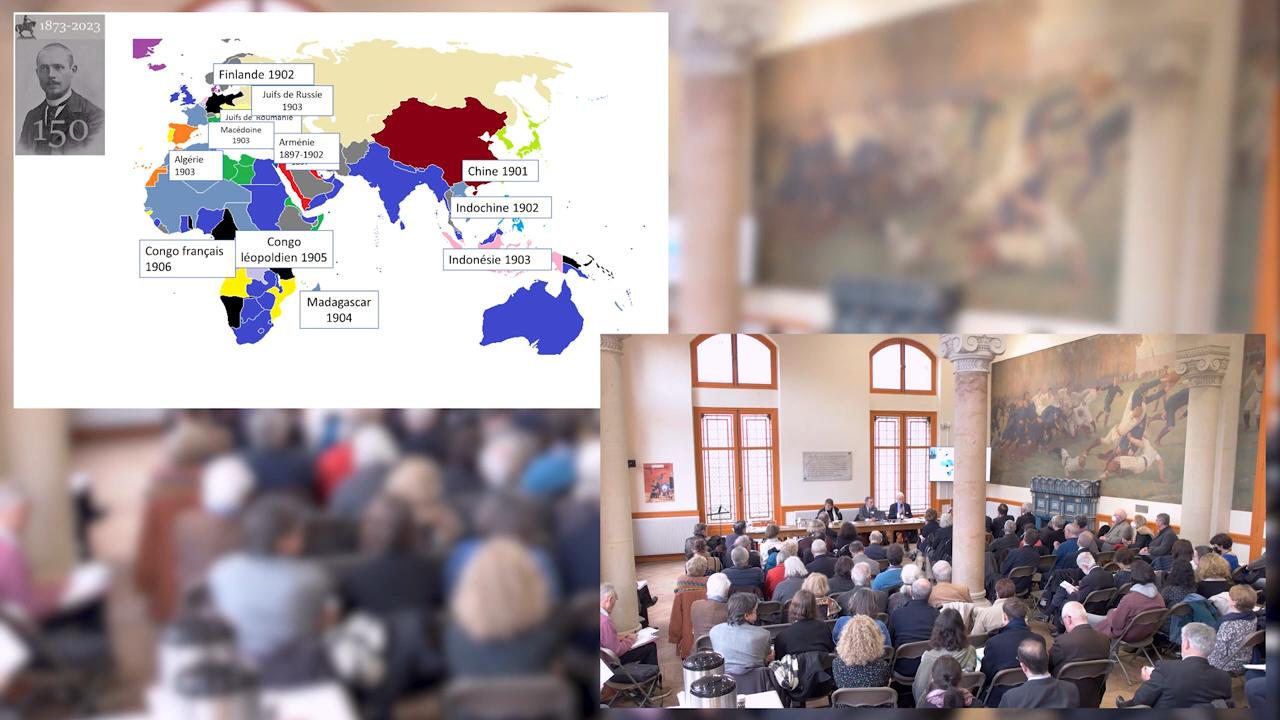 1873-2023
150
Finlande 1902
Juifs de Russie
1903
Juifs de Roumanie
Macédoine
1903
Arménie
1897-1902
Algérie
1903
Chine 1901
Indochine 1902
Congo français
1906
Congo
léopoldien 1905
Indonésie 1903
Madagascar
1904